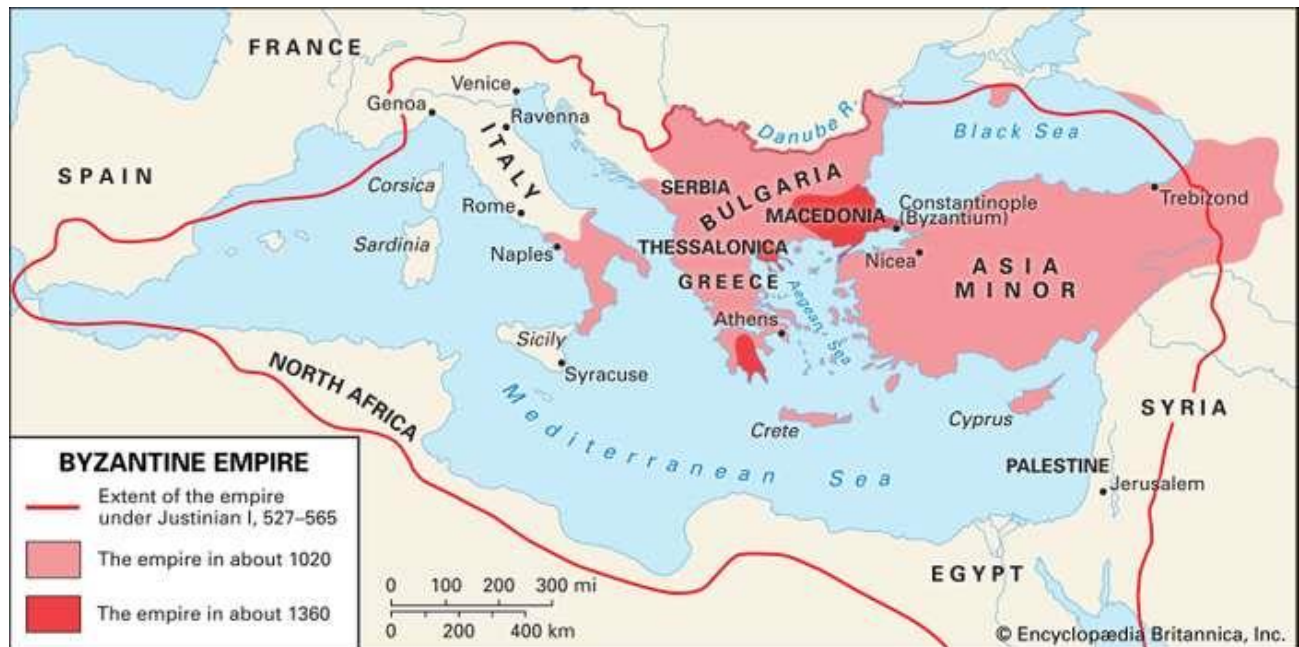 FRANCE
Venice
Genoa
Ravenna
ITALY
SPAIN
Corsica
Rome
Sardinia
Naples
Sicily
Syracuse
Danube R.
Black Sea
SERBIA
BULGARIA
MACEDONIA
Constantinople
(Byzantium)
Trebizond
THESSALONICA
Nicea
GREECE
ASIA
MINOR
Aegean Sea
Athens
NORTH AFRICA
Mediterranean Sea
Crete
Cyprus
SYRIA
PALESTINE
Jerusalem
EGYPT
BYZANTINE EMPIRE
Extent of the empire
under Justinian I, 527–565
The empire in about 1020
The empire in about 1360
0 100 200 300 mi
0 200 400 km
© Encyclopædia Britannica, Inc.